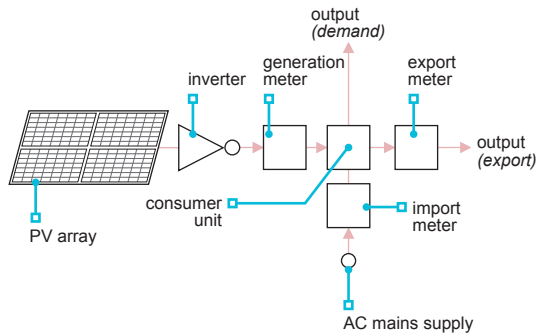 output
(demand)
generation
meter
export
meter
inverter
output
(export)
consumer
unit
import
meter
PV array
AC mains supply